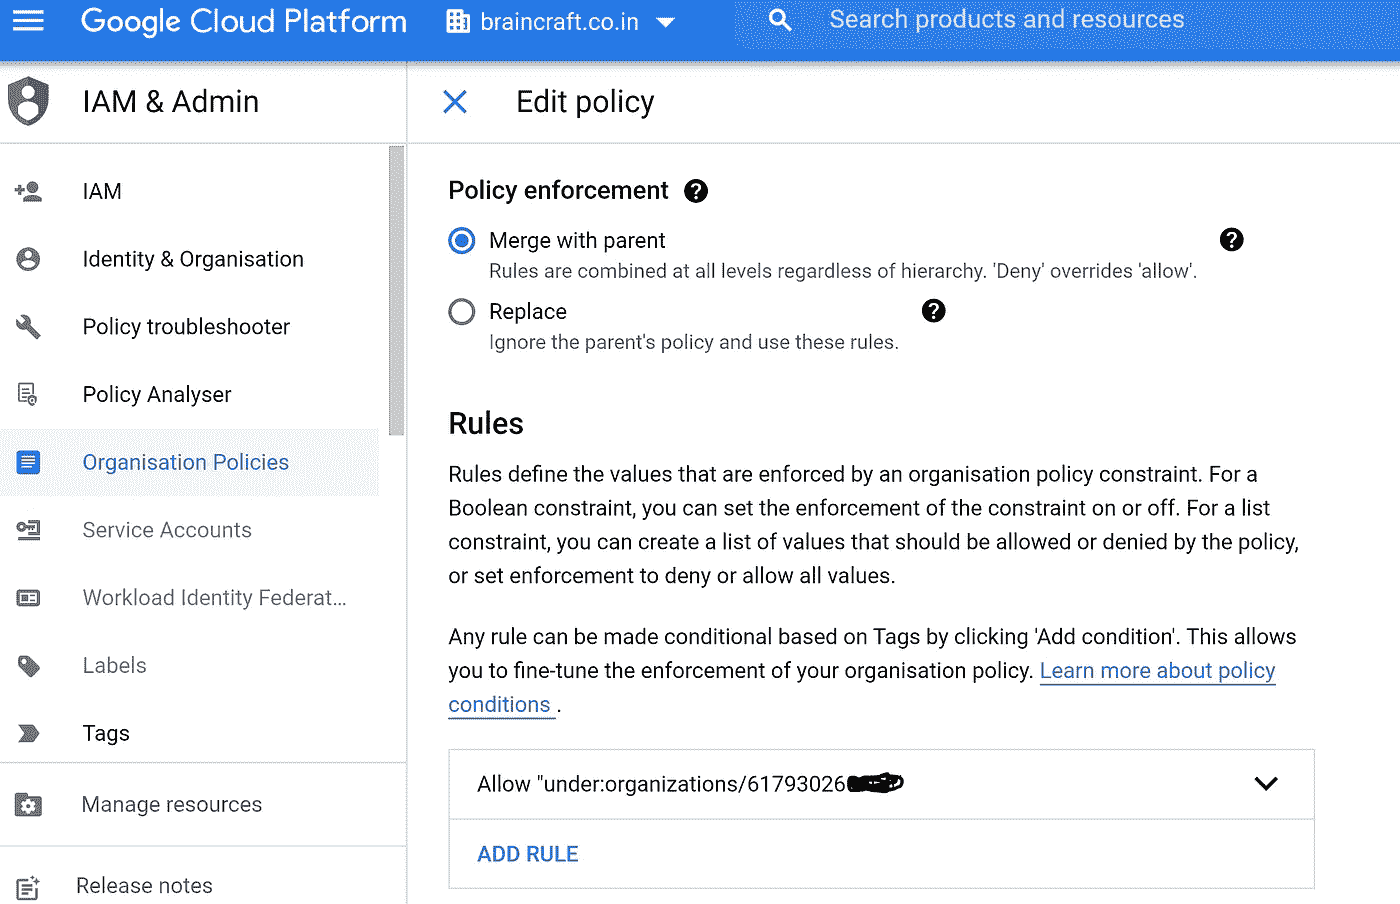 Google Cloud Platform
braincraft.co.in
Search products and resources
IAM & Admin
Edit policy
IAM
Identity & Organisation
Policy troubleshooter
Policy Analyser
Organisation Policies
Service Accounts
Workload Identity Federat...
Labels
Tags
Manage resources
Release notes
Policy enforcement
Merge with parent
Rules are combined at all levels regardless of hierarchy. 'Deny' overrides 'allow'.
Replace
Ignore the parent's policy and use these rules.
Rules
Rules define the values that are enforced by an organisation policy constraint. For a
Boolean constraint, you can set the enforcement of the constraint on or off. For a list
constraint, you can create a list of values that should be allowed or denied by the policy,
or set enforcement to deny or allow all values.
Any rule can be made conditional based on Tags by clicking 'Add condition'. This allows
you to fine-tune the enforcement of your organisation policy. Learn more about policy
conditions .
Allow "under:organizations/61793026
ADD RULE